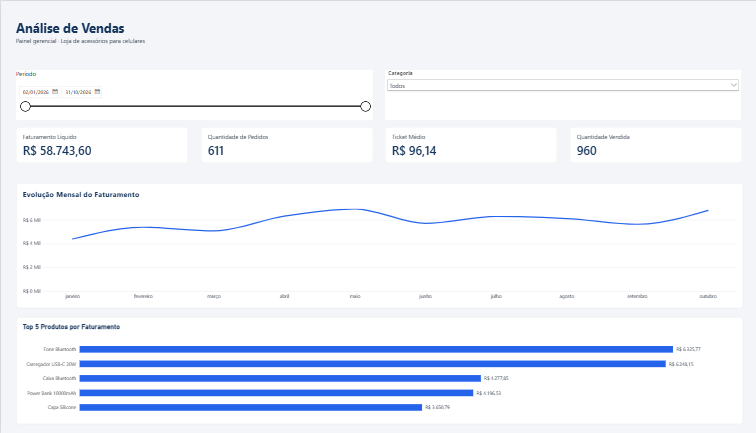 Análise de Vendas
Painel gerencial · Loja de acessórios para celulares
Período
02/01/2026 31/10/2026
Categoria
Todos
Faturamento Líquido
R$ 58.743,60
Quantidade de Pedidos
611
Ticket Médio
R$ 96,14
Quantidade Vendida
960
Evolução Mensal do Faturamento
R$ 6 Mil
R$ 4 Mil
R$ 2 Mil
R$ 0 Mil
janeiro fevereiro março abril maio junho julho agosto setembro outubro
Top 5 Produtos por Faturamento
Fone Bluetooth R$ 6.325,77
Carregador USB-C 20W R$ 6.248,15
Caixa Bluetooth R$ 4.277,85
Power Bank 10000mAh R$ 4.196,53
Capa Silicone R$ 3.650,79